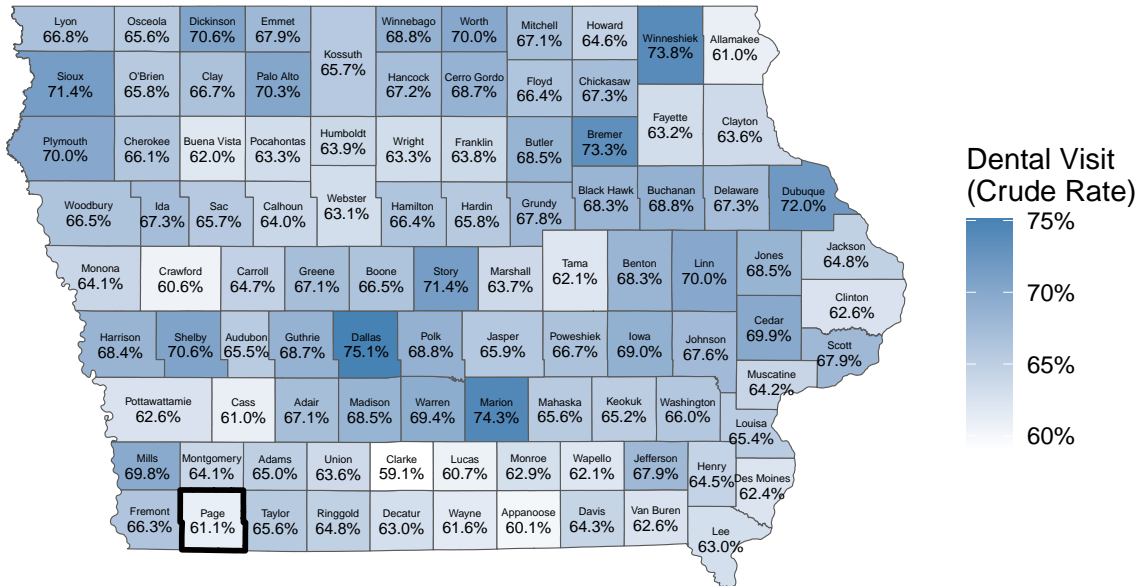 Lyon
66.8%
Osceola
65.6%
Dickinson
70.6%
Emmet
67.9%
Kossuth
65.7%
Winnebago
68.8%
Worth
70.0%
Mitchell
67.1%
Howard
64.6%
Winneshiek
73.8%
Allamakee
61.0%
Sioux
71.4%
O'Brien
65.8%
Clay
66.7%
Palo Alto
70.3%
Hancock
67.2%
Cerro Gordo
68.7%
Floyd
66.4%
Chickasaw
67.3%
Fayette
63.2%
Clayton
63.6%
Plymouth
70.0%
Cherokee
66.1%
Buena Vista
62.0%
Pocahontas
63.3%
Humboldt
63.9%
Wright
63.3%
Franklin
63.8%
Butler
68.5%
Bremer
73.3%
Woodbury
66.5%
Ida
67.3%
Sac
65.7%
Calhoun
64.0%
Webster
63.1%
Hamilton
66.4%
Hardin
65.8%
Grundy
67.8%
Black Hawk
68.3%
Buchanan
68.8%
Delaware
67.3%
Dubuque
72.0%
Monona
64.1%
Crawford
60.6%
Carroll
64.7%
Greene
67.1%
Boone
66.5%
Story
71.4%
Marshall
63.7%
Tama
62.1%
Benton
68.3%
Linn
70.0%
Jones
68.5%
Jackson
64.8%
Clinton
62.6%
Harrison
68.4%
Shelby
70.6%
Audubon
65.5%
Guthrie
68.7%
Dallas
75.1%
Polk
68.8%
Jasper
65.9%
Poweshiek
66.7%
Iowa
69.0%
Johnson
67.6%
Cedar
69.9%
Scott
67.9%
Muscatine
64.2%
Pottawattamie
62.6%
Cass
61.0%
Adair
67.1%
Madison
68.5%
Warren
69.4%
Marion
74.3%
Mahaska
65.6%
Keokuk
65.2%
Washington
66.0%
Louisa
65.4%
Mills
69.8%
Montgomery
64.1%
Adams
65.0%
Union
63.6%
Clarke
59.1%
Lucas
60.7%
Monroe
62.9%
Wapello
62.1%
Jefferson
67.9%
Henry
64.5%
Des Moines
62.4%
Fremont
66.3%
Page
61.1%
Taylor
65.6%
Ringgold
64.8%
Decatur
63.0%
Wayne
61.6%
Appanoose
60.1%
Davis
64.3%
Van Buren
62.6%
Lee
63.0%
Dental Visit
(Crude Rate)
75%
70%
65%
60%